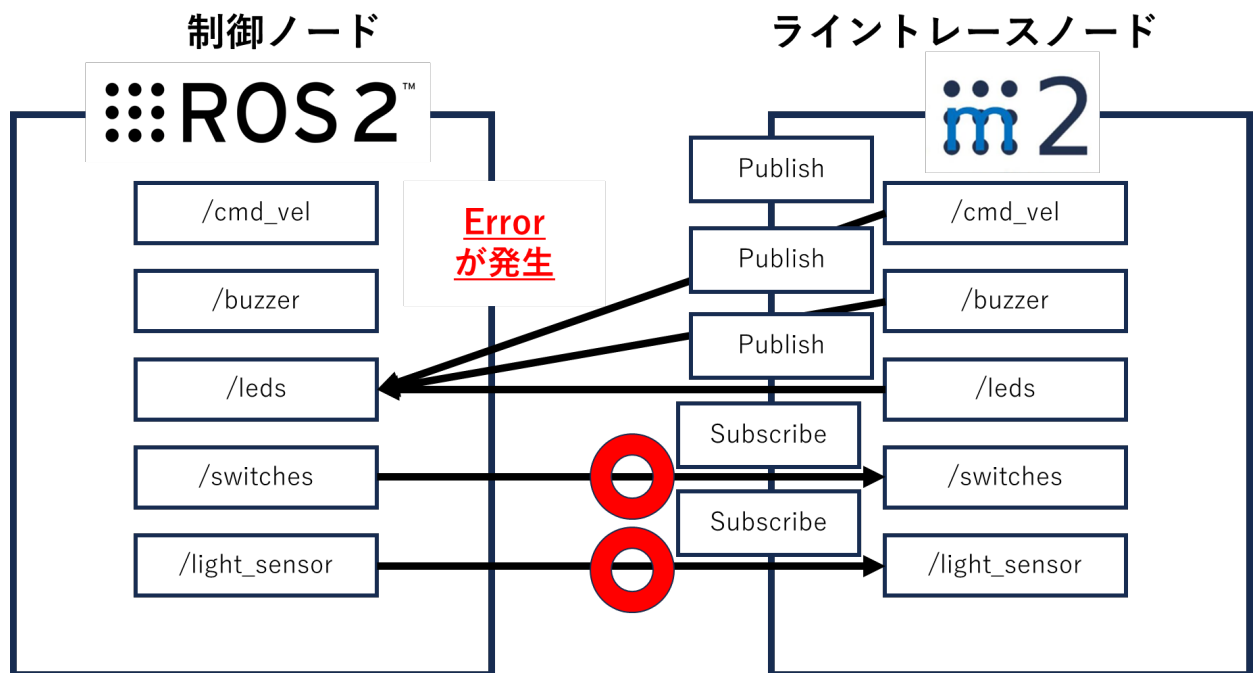 制御ノード
ライントレースノード
ROS 2™
m 2
Publish
/cmd_vel
Error
が発生
/cmd_vel
Publish
/buzzer
/buzzer
Publish
/leds
/leds
Subscribe
/switches
/switches
Subscribe
/light_sensor
/light_sensor